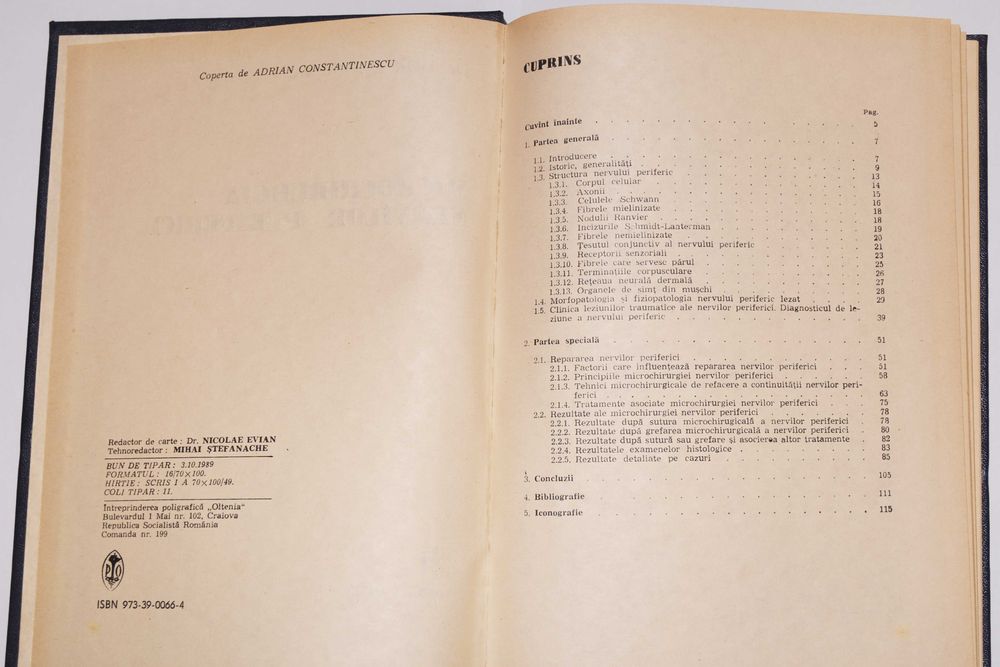 Coperta de ADRIAN CONSTANTINESCU
Redactor de carte : Dr. NICOLAE EVIAN
Tehnoredactor : MIHAI ȘTEFANACHE
BUN DE TIPAR : 3.10.1989
FORMATUL : 16/70×100.
HIRTIE : SCRIS I A 70×100/49.
COLI TIPAR : 11.
Intreprinderea poligrafică „Oltenia“
Bulevardul 1 Mai nr. 102, Craiova
Republica Socialistă România
Comanda nr. 199
PO
ISBN 973-39-0066-4
CUPRINS
Pag.
Cuvînt înainte 5
1. Partea generală 7
1.1. Introducere 7
1.2. Istoric, generalități 9
1.3. Structura nervului periferic 13
1.3.1. Corpul celular 14
1.3.2. Axonii 15
1.3.3. Celulele Schwann 16
1.3.4. Fibrele mielinizate 18
1.3.5. Nodulii Ranvier 18
1.3.6. Incizurile Schmidt-Lanterman 19
1.3.7. Fibrele nemielinizate 20
1.3.8. Țesutul conjunctiv al nervului periferic 21
1.3.9. Receptorii senzoriali 23
1.3.10. Fibrele care servesc părul 25
1.3.11. Terminațiile corpusculare 26
1.3.12. Rețeaua neurală dermală 27
1.3.13. Organele de simț din mușchi 28
1.4. Morfopatologia și fiziopatologia nervului periferic lezat 29
1.5. Clinica leziunilor traumatice ale nervilor periferici. Diagnosticul de le-
ziune a nervului periferic 39
2. Partea specială 51
2.1. Repararea nervilor periferici 51
2.1.1. Factorii care influențează repararea nervilor periferici 51
2.1.2. Principiile microchirurgiei nervilor periferici 58
2.1.3. Tehnici microchirurgicale de refacere a continuității nervilor peri-
ferici 63
2.1.4. Tratamente asociate microchirurgiei nervilor periferici 75
2.2. Rezultate ale microchirurgiei nervilor periferici 78
2.2.1. Rezultate după sutura microchirurgicală a nervilor periferici 78
2.2.2. Rezultate după grefarea microchirurgicală a nervilor periferici 80
2.2.3. Rezultate după sutură sau grefare și asocierea altor tratamente 82
2.2.4. Rezultatele examenelor histologice 83
2.2.5. Rezultate detaliate pe cazuri 85
3. Concluzii 105
4. Bibliografie 111
5. Iconografie 115